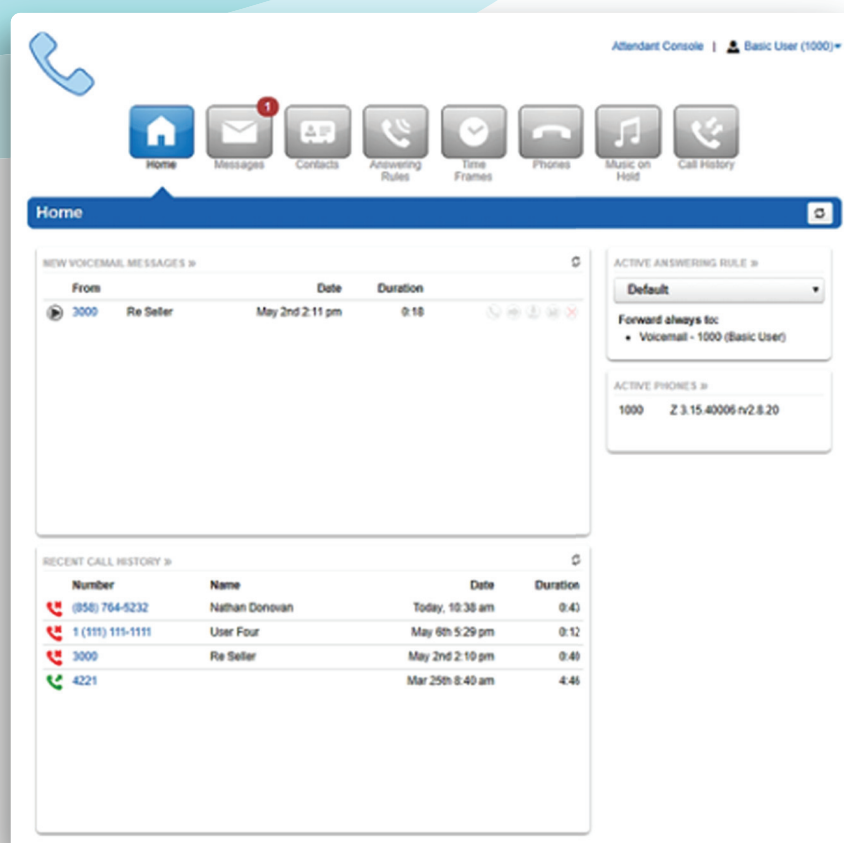 Attendant Console | Basic User (1000)
1
Home Messages Contacts Answering Rules Time Frames Phones Music on Hold Call History
Home
NEW VOICEMAIL MESSAGES »
From Date Duration
3000 Re Seller May 2nd 2:11 pm 0:18
ACTIVE ANSWERING RULE »
Default
Forward always to:
• Voicemail - 1000 (Basic User)
ACTIVE PHONES »
1000 Z 3.15.40006 rv2.8.20
RECENT CALL HISTORY »
Number Name Date Duration
(858) 764-5232 Nathan Donovan Today, 10:38 am 0:43
1 (111) 111-1111 User Four May 6th 5:29 pm 0:12
3000 Re Seller May 2nd 2:10 pm 0:40
4221 Mar 25th 8:40 am 4:46